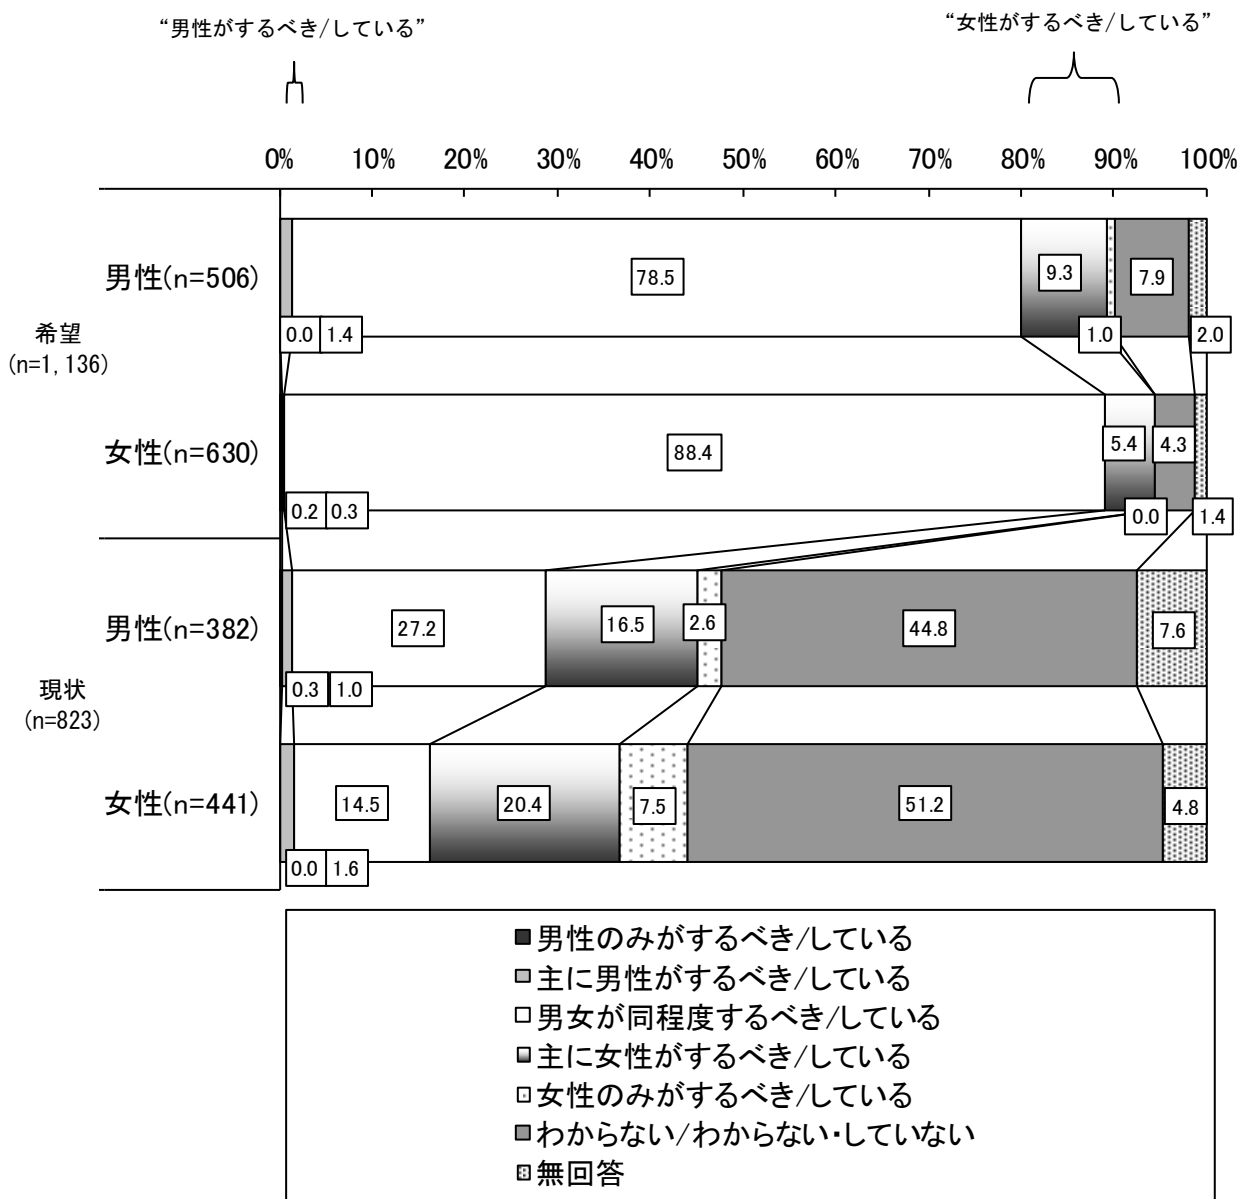 “男性がするべき/している”
“女性がするべき/している”
0% 10% 20% 30% 40% 50% 60% 70% 80% 90% 100%
希望
(n=1,136)
男性(n=506)
0.0 1.4 78.5 9.3 1.0 7.9 2.0
女性(n=630)
0.2 0.3 88.4 5.4 0.0 4.3 1.4
現状
(n=823)
男性(n=382)
0.3 1.0 27.2 16.5 2.6 44.8 7.6
女性(n=441)
0.0 1.6 14.5 20.4 7.5 51.2 4.8
男性のみがするべき/している
主に男性がするべき/している
男女が同程度するべき/している
主に女性がするべき/している
女性のみがするべき/している
わからない/わからない・していない
無回答